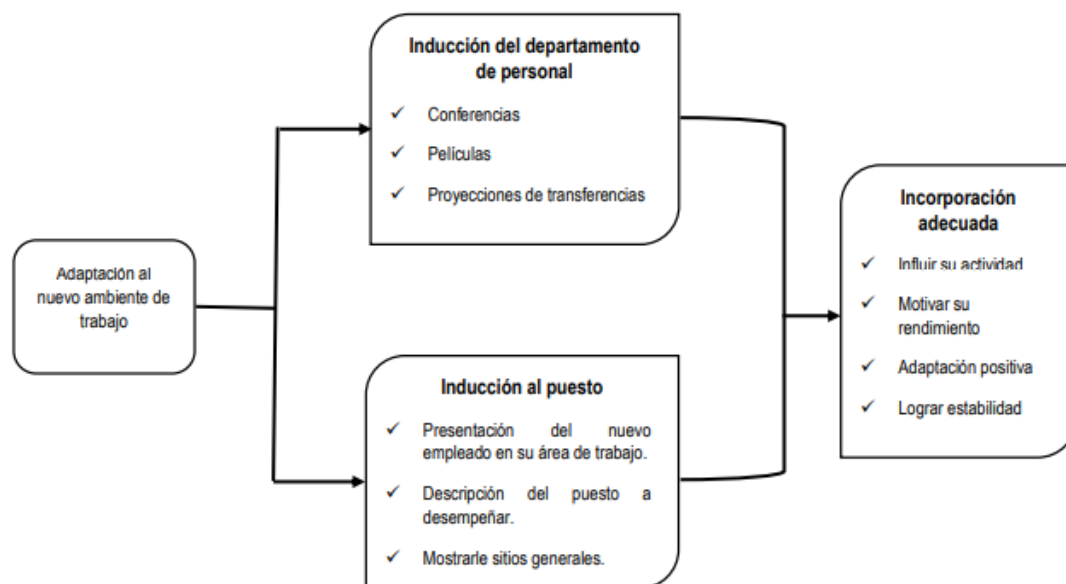 Inducción del departamento
de personal
✓ Conferencias
✓ Películas
✓ Proyecciones de transferencias
Adaptación al
nuevo ambiente de
trabajo
Inducción al puesto
✓ Presentación del nuevo
empleado en su área de trabajo.
✓ Descripción del puesto a
desempeñar.
✓ Mostrarle sitios generales.
Incorporación
adecuada
✓ Influir su actividad
✓ Motivar su
rendimiento
✓ Adaptación positiva
✓ Lograr estabilidad